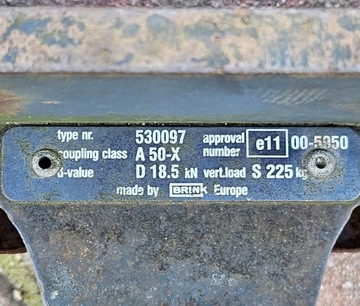 type nr. 530097 approval number e11 00-5950
coupling class A 50-X
d-value D 18.5 kN vert.load S 225 kg
made by BRINK Europe